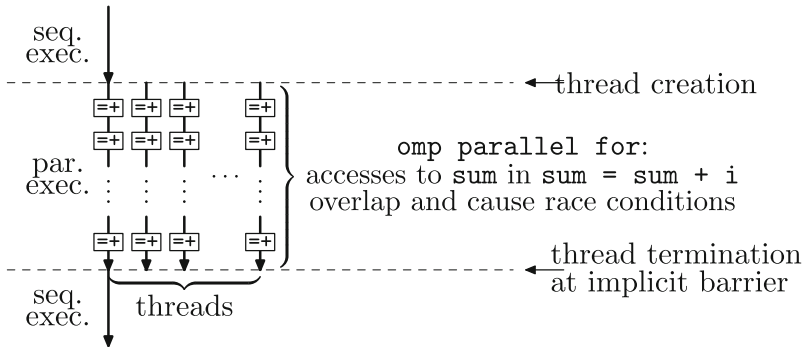 seq.
exec.
thread creation
=+ =+ =+ =+
=+ =+ =+ =+
par.
exec.
omp parallel for:
accesses to sum in sum = sum + i
overlap and cause race conditions
=+ =+ =+ =+
thread termination
at implicit barrier
seq.
exec.
threads